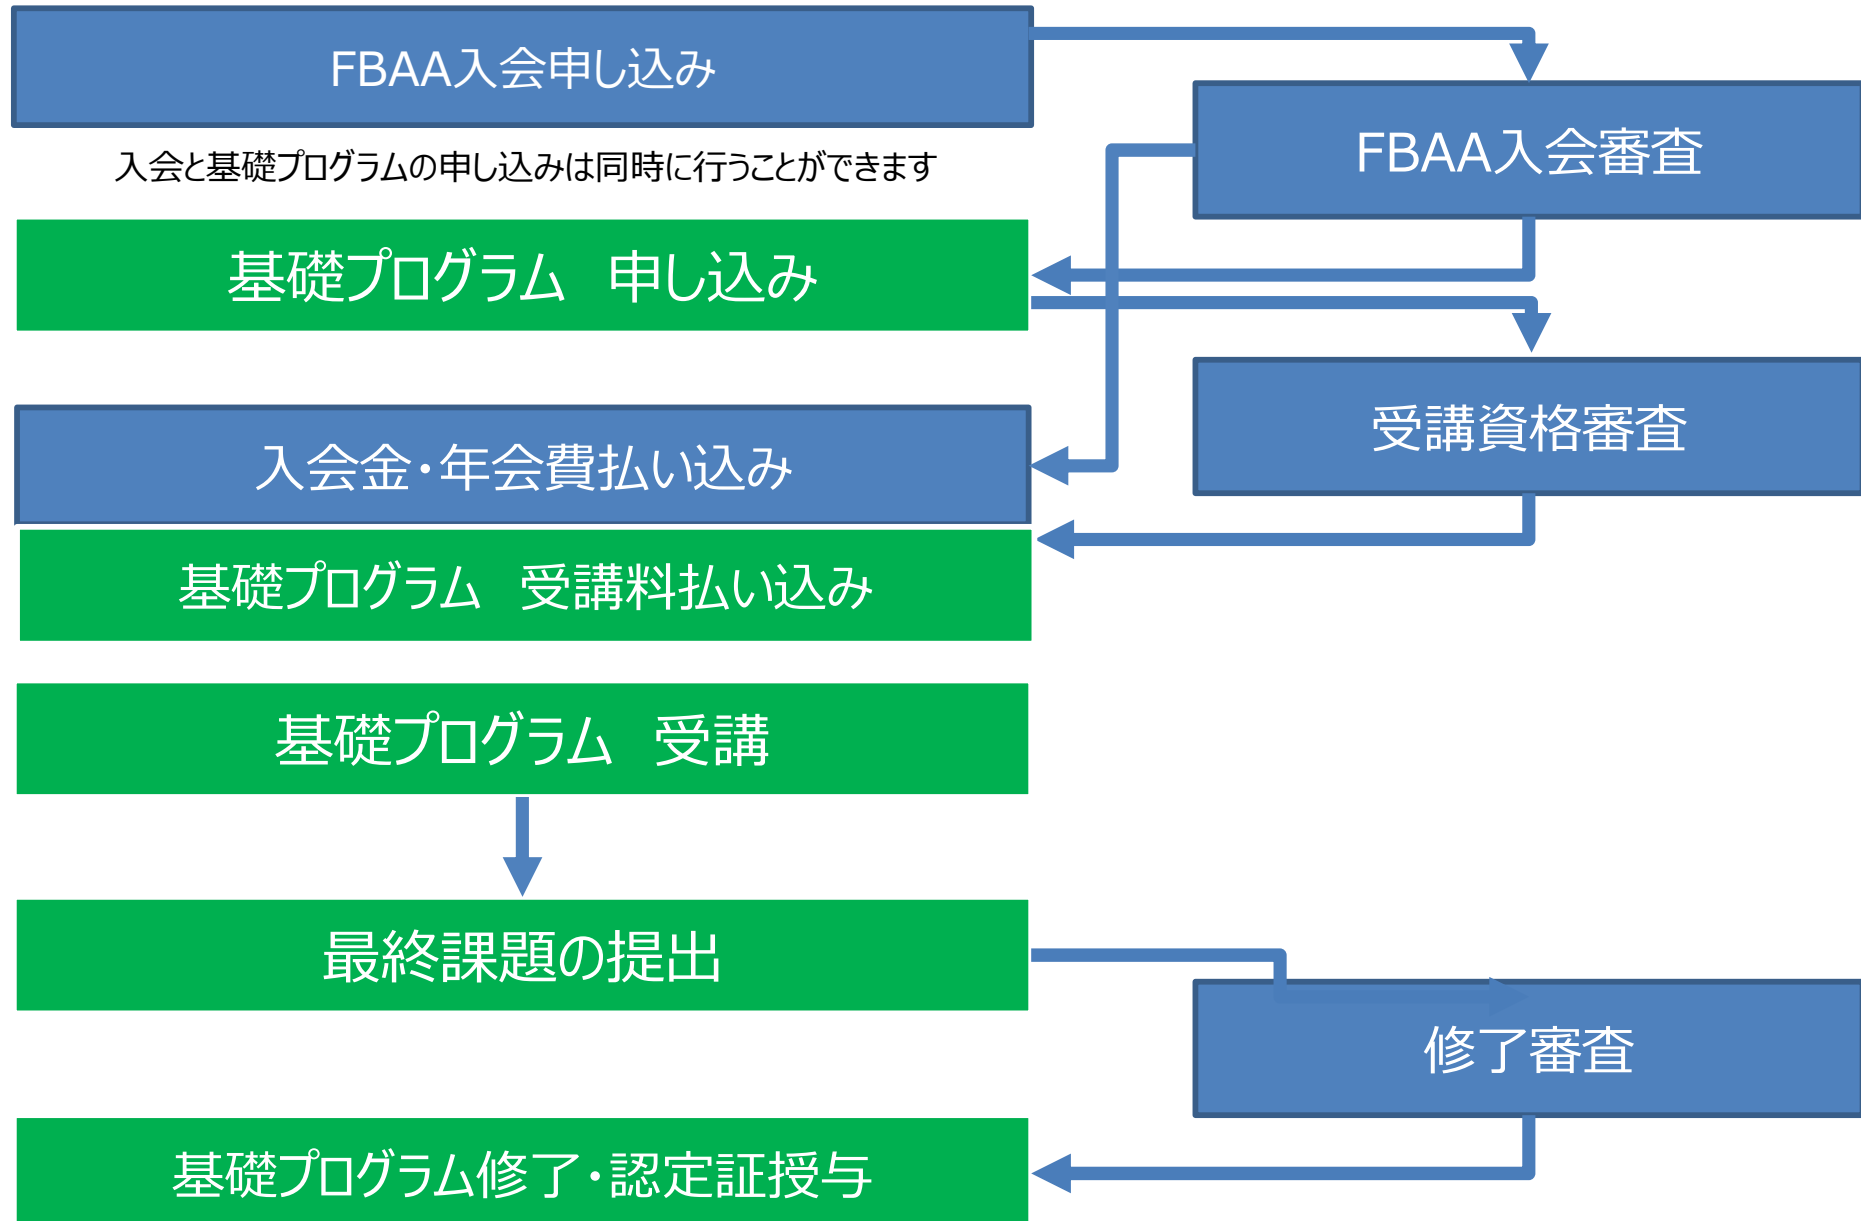 FBAA入会申し込み
FBAA入会審査
入会と基礎プログラムの申し込みは同時に行うことができます
基礎プログラム　申し込み
受講資格審査
入会金・年会費払い込み
基礎プログラム　受講料払い込み
基礎プログラム　受講
最終課題の提出
修了審査
基礎プログラム修了・認定証授与